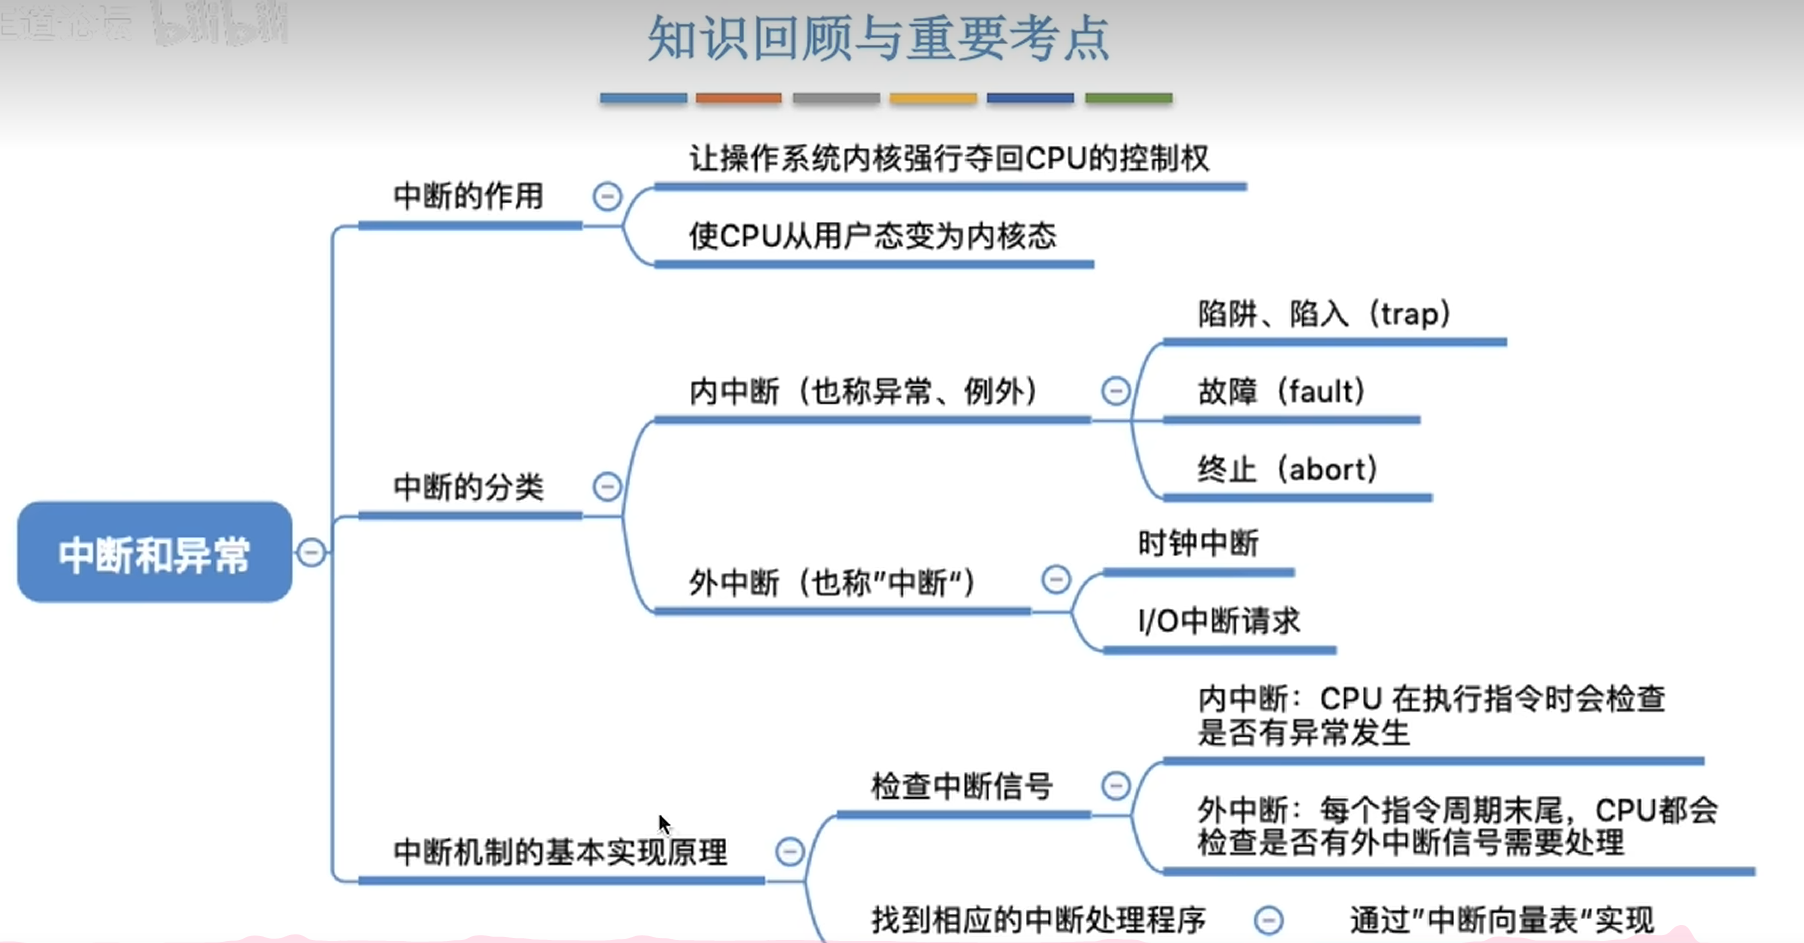 bilibili
知识回顾与重要考点
让操作系统内核强行夺回CPU的控制权
中断的作用
使CPU从用户态变为内核态
陷阱、陷入（trap）
内中断（也称异常、例外）
故障（fault）
终止（abort）
中断的分类
时钟中断
外中断（也称”中断“）
I/O中断请求
中断和异常
内中断：CPU 在执行指令时会检查
是否有异常发生
检查中断信号
外中断：每个指令周期末尾，CPU都会
检查是否有外中断信号需要处理
中断机制的基本实现原理
找到相应的中断处理程序
通过”中断向量表“实现